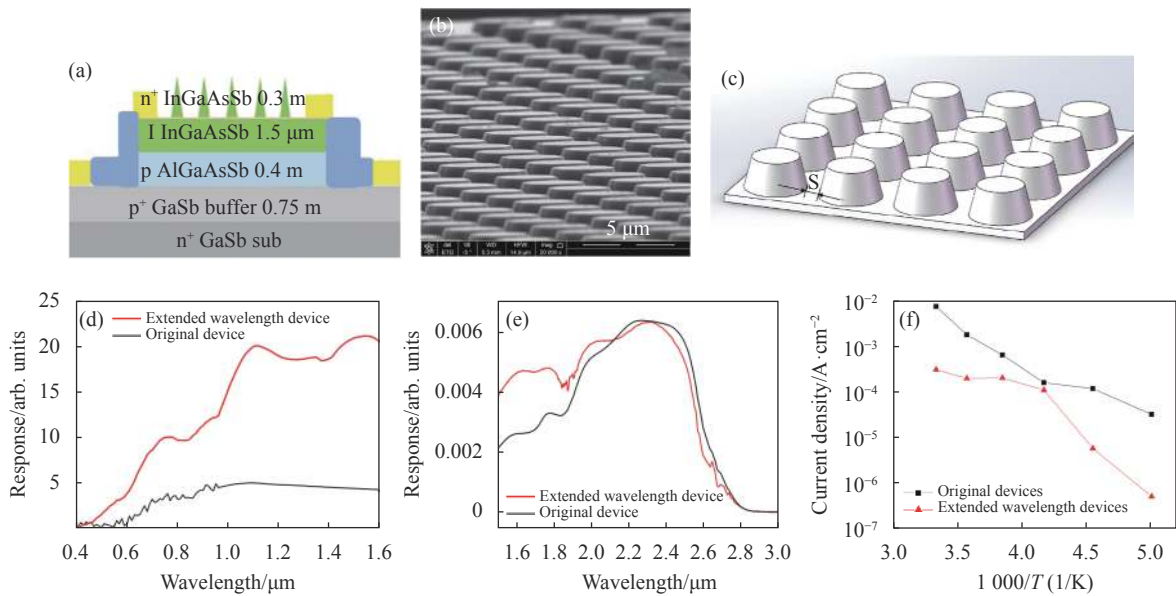 (a)
n⁺ InGaAsSb 0.3 m
I InGaAsSb 1.5 μm
p AlGaAsSb 0.4 m
p⁺ GaSb buffer 0.75 m
n⁺ GaSb sub
(b)
5 μm
(c)
S
(d)
Extended wavelength device
Original device
Response/arb. units
25
20
15
10
5
0.4 0.6 0.8 1.0 1.2 1.4 1.6
Wavelength/μm
(e)
Extended wavelength device
Original device
Response/arb. units
0.006
0.004
0.002
0
1.6 1.8 2.0 2.2 2.4 2.6 2.8 3.0
Wavelength/μm
(f)
Original devices
Extended wavelength devices
Current density/A·cm⁻²
10⁻²
10⁻³
10⁻⁴
10⁻⁵
10⁻⁶
10⁻⁷
3.0 3.5 4.0 4.5 5.0
1 000/T (1/K)